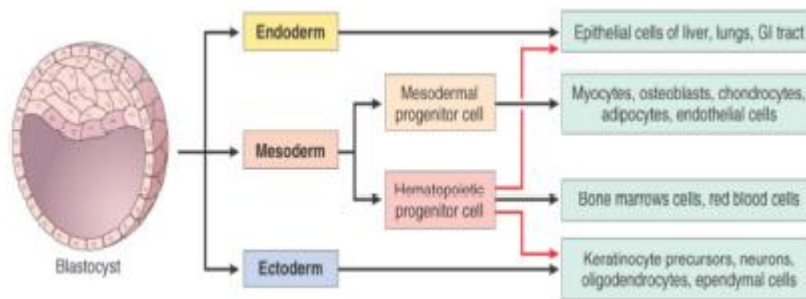 Endoderm
Epithelial cells of liver, lungs, GI tract
Mesodermal
progenitor cell
Myocytes, osteoblasts, chondrocytes,
adipocytes, endothelial cells
Mesoderm
Hematopoietic
progenitor cell
Bone marrows cells, red blood cells
Blastocyst
Ectoderm
Keratinocyte precursors, neurons,
oligodendrocytes, ependymal cells